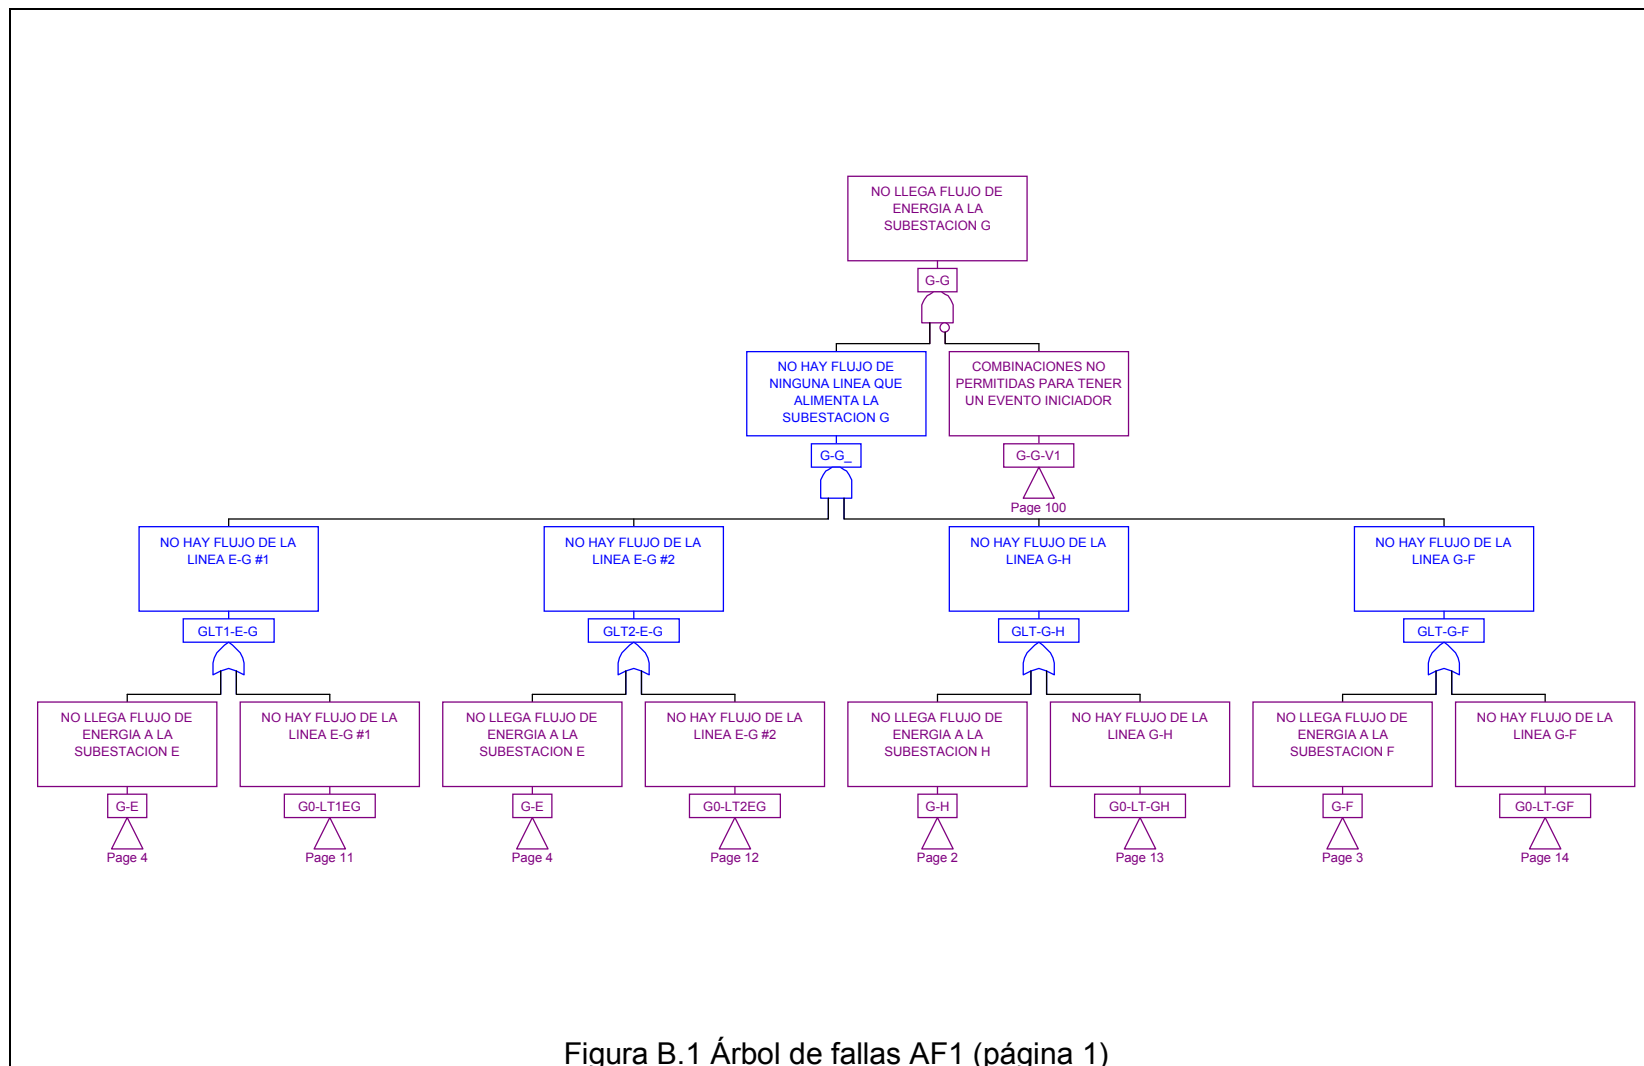 NO LLEGA FLUJO DE
ENERGIA A LA
SUBESTACION G
G-G
NO HAY FLUJO DE
NINGUNA LINEA QUE
ALIMENTA LA
SUBESTACION G
G-G_
COMBINACIONES NO
PERMITIDAS PARA TENER
UN EVENTO INICIADOR
G-G-V1
Page 100
NO HAY FLUJO DE LA
LINEA E-G #1
GLT1-E-G
NO HAY FLUJO DE LA
LINEA E-G #2
GLT2-E-G
NO HAY FLUJO DE LA
LINEA G-H
GLT-G-H
NO HAY FLUJO DE LA
LINEA G-F
GLT-G-F
NO LLEGA FLUJO DE
ENERGIA A LA
SUBESTACION E
G-E
Page 4
NO HAY FLUJO DE LA
LINEA E-G #1
G0-LT1EG
Page 11
NO LLEGA FLUJO DE
ENERGIA A LA
SUBESTACION E
G-E
Page 4
NO HAY FLUJO DE LA
LINEA E-G #2
G0-LT2EG
Page 12
NO LLEGA FLUJO DE
ENERGIA A LA
SUBESTACION H
G-H
Page 2
NO HAY FLUJO DE LA
LINEA G-H
G0-LT-GH
Page 13
NO LLEGA FLUJO DE
ENERGIA A LA
SUBESTACION F
G-F
Page 3
NO HAY FLUJO DE LA
LINEA G-F
G0-LT-GF
Page 14
Figura B.1 Árbol de fallas AF1 (página 1)